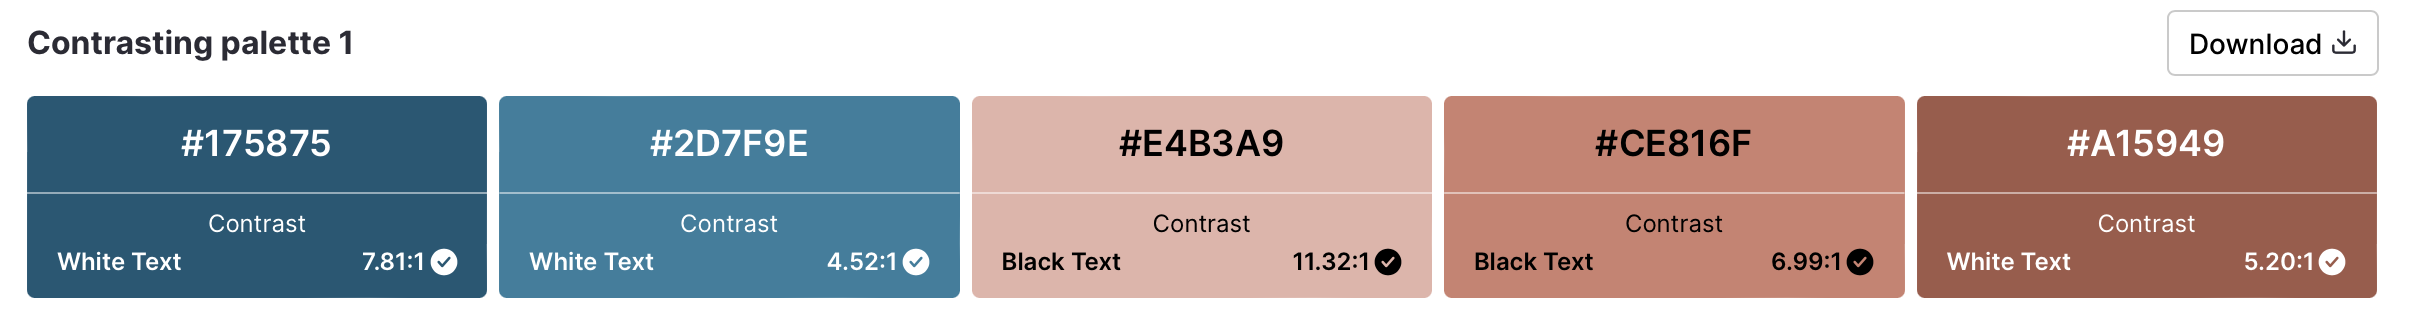 Contrasting palette 1
Download
#175875
Contrast
White Text 7.81:1
#2D7F9E
Contrast
White Text 4.52:1
#E4B3A9
Contrast
Black Text 11.32:1
#CE816F
Contrast
Black Text 6.99:1
#A15949
Contrast
White Text 5.20:1